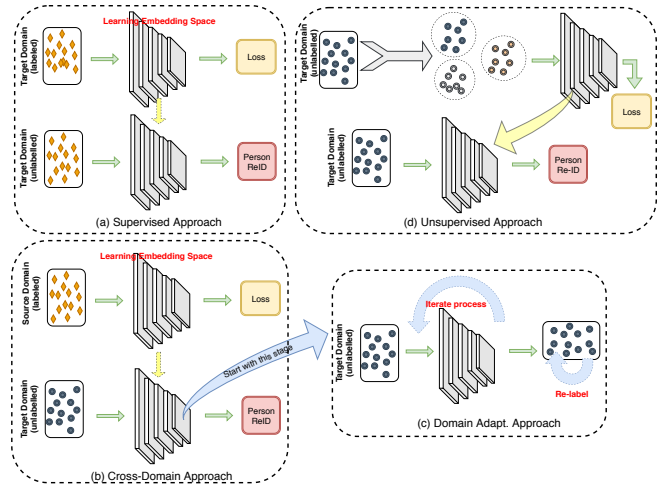 Learning Embedding Space
Target Domain
(labeled)
Loss
Target Domain
(unlabelled)
Person
ReID
(a) Supervised Approach
Target Domain
(unlabelled)
Loss
Target Domain
(unlabelled)
Person
Re-ID
(d) Unsupervised Approach
Learning Embedding Space
Source Domain
(labeled)
Loss
Target Domain
(unlabelled)
Person
ReID
(b) Cross-Domain Approach
Start with this stage
Target Domain
(unlabelled)
Iterate process
Re-label
(c) Domain Adapt. Approach